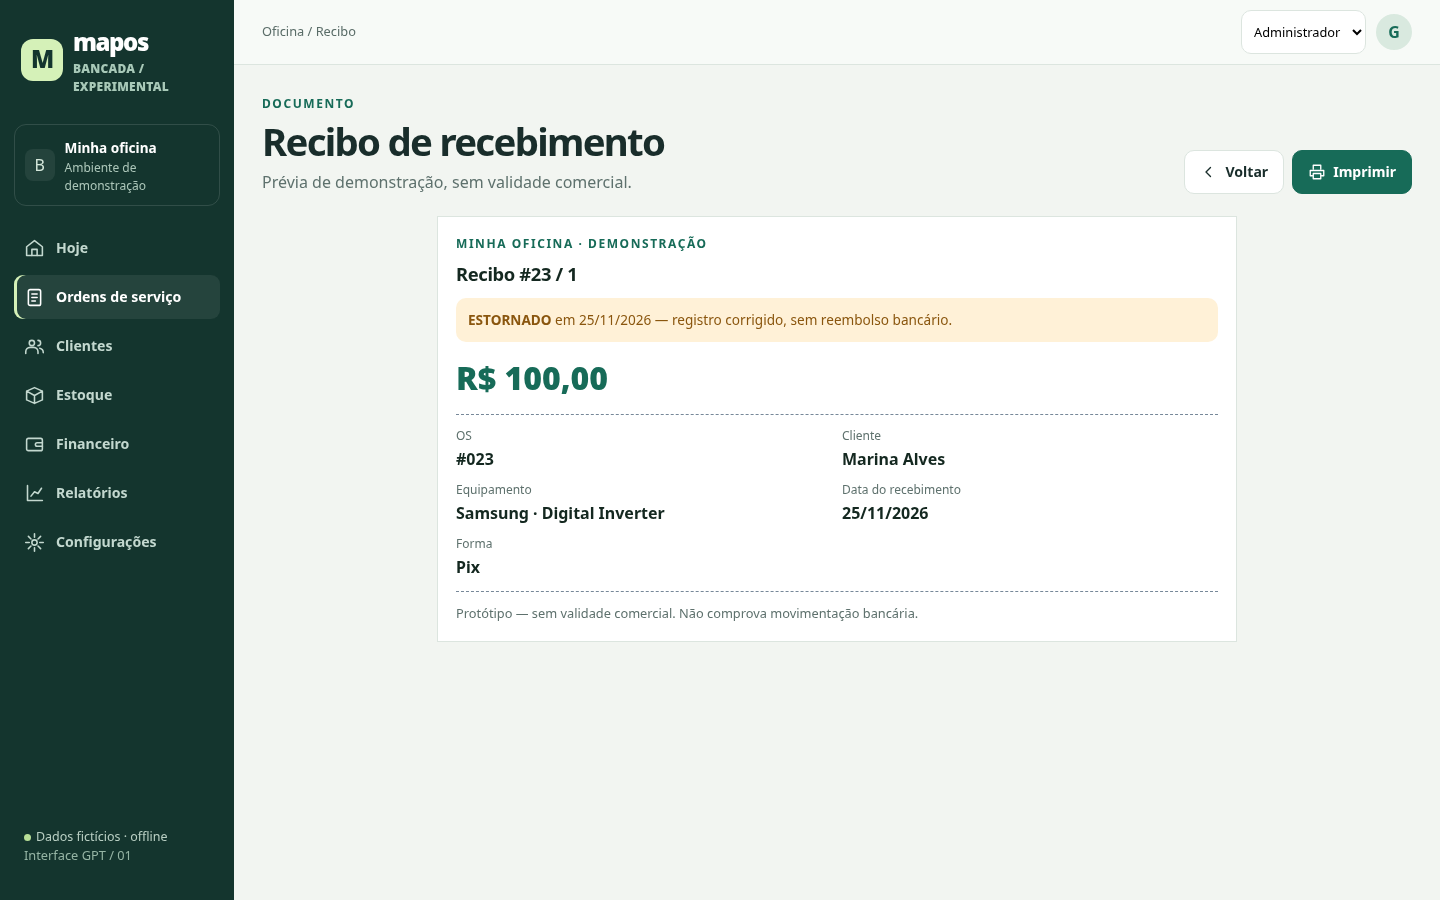 M
mapos
BANCADA /
EXPERIMENTAL
B
Minha oficina
Ambiente de
demonstração
Hoje
Ordens de serviço
Clientes
Estoque
Financeiro
Relatórios
Configurações
Dados fictícios · offline
Interface GPT / 01
Oficina / Recibo
Administrador
G
DOCUMENTO
Recibo de recebimento
Prévia de demonstração, sem validade comercial.
Voltar
Imprimir
MINHA OFICINA · DEMONSTRAÇÃO
Recibo #23 / 1
ESTORNADO em 25/11/2026 — registro corrigido, sem reembolso bancário.
R$ 100,00
OS
#023
Cliente
Marina Alves
Equipamento
Samsung · Digital Inverter
Data do recebimento
25/11/2026
Forma
Pix
Protótipo — sem validade comercial. Não comprova movimentação bancária.